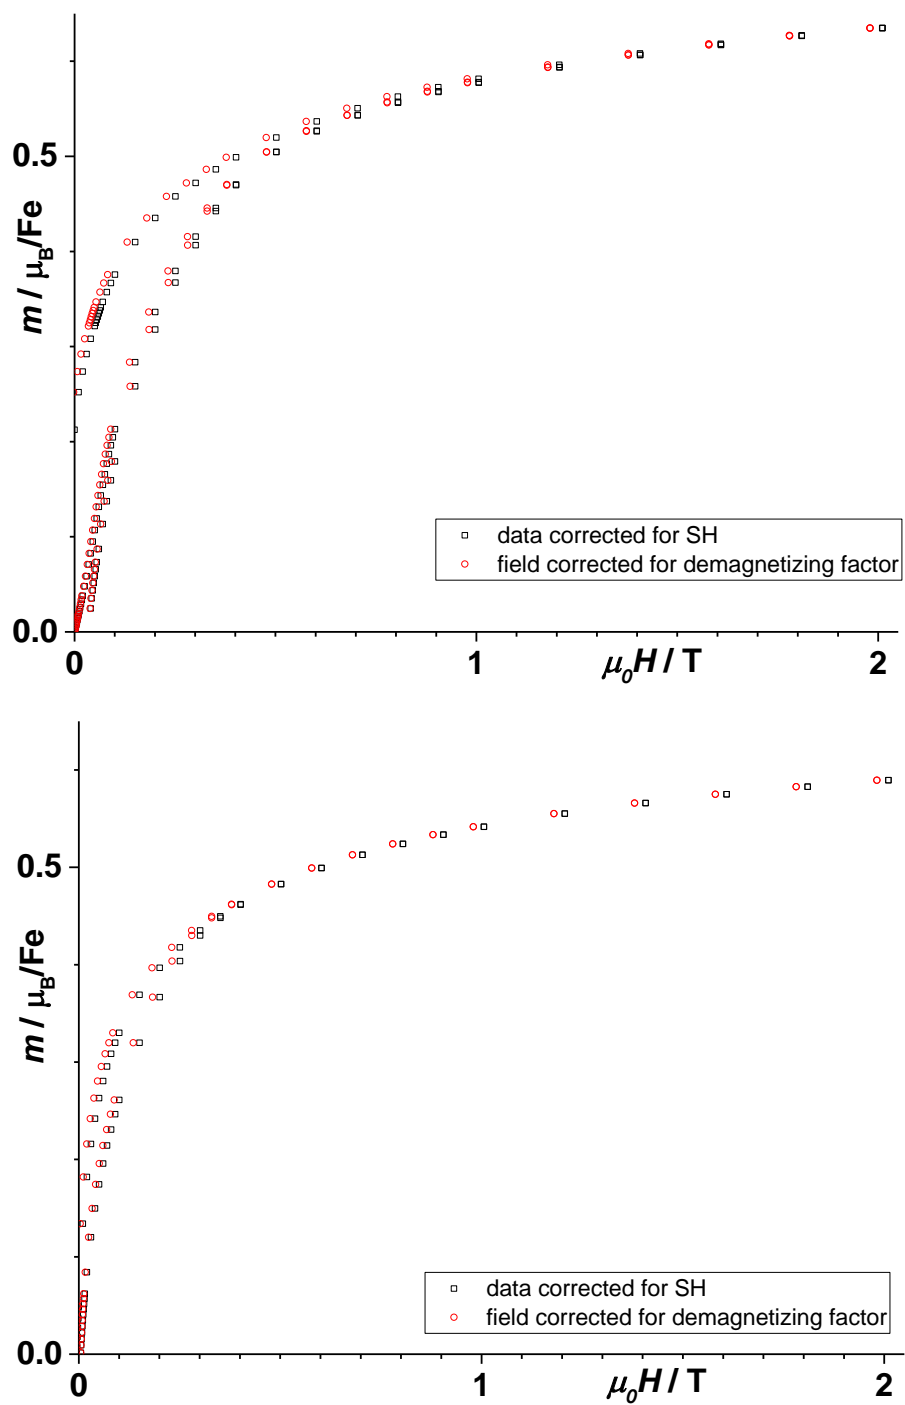 0.5
m / μB/Fe
data corrected for SH
field corrected for demagnetizing factor
0.0
0
1
μ0H / T
2
0.5
m / μB/Fe
data corrected for SH
field corrected for demagnetizing factor
0.0
0
1
μ0H / T
2